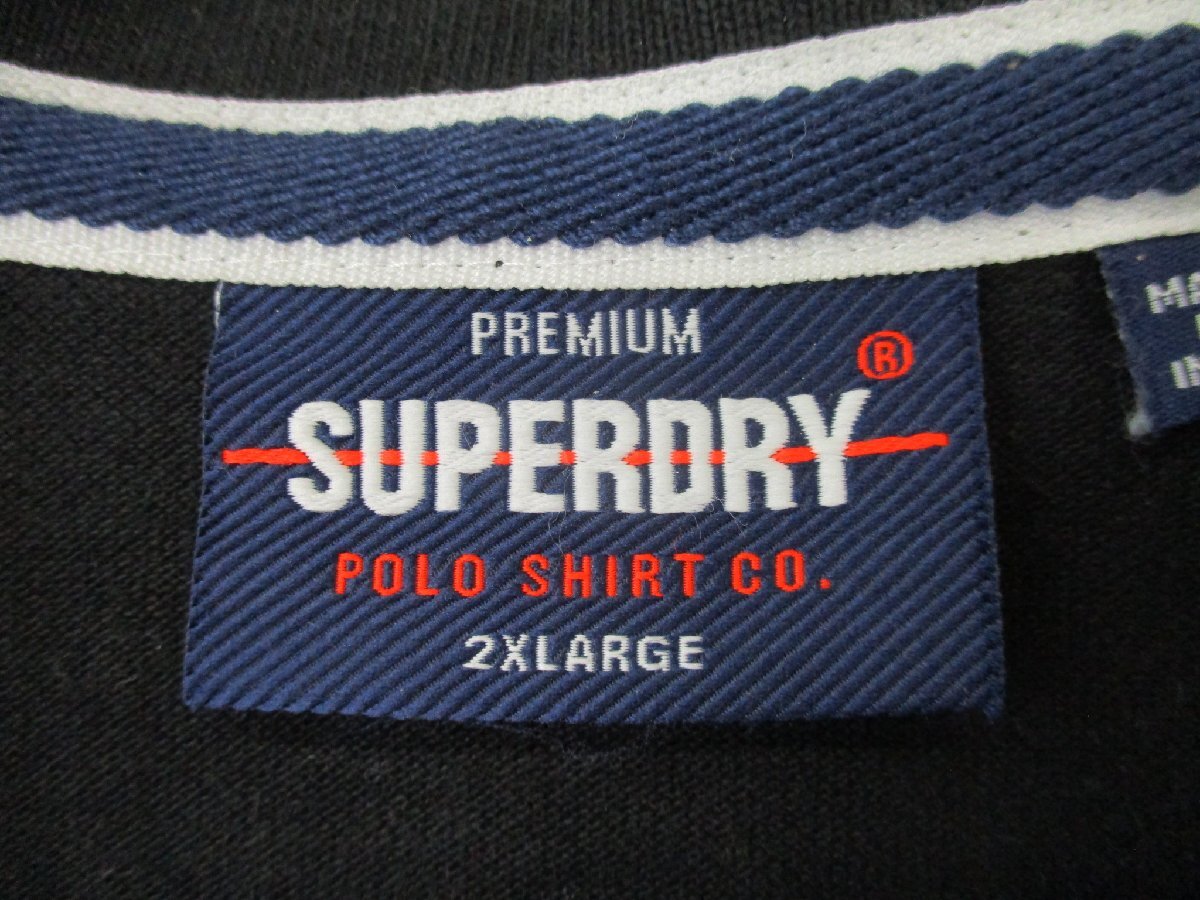 PREMIUM
SUPERDRY®
POLO SHIRT CO.
2XLARGE